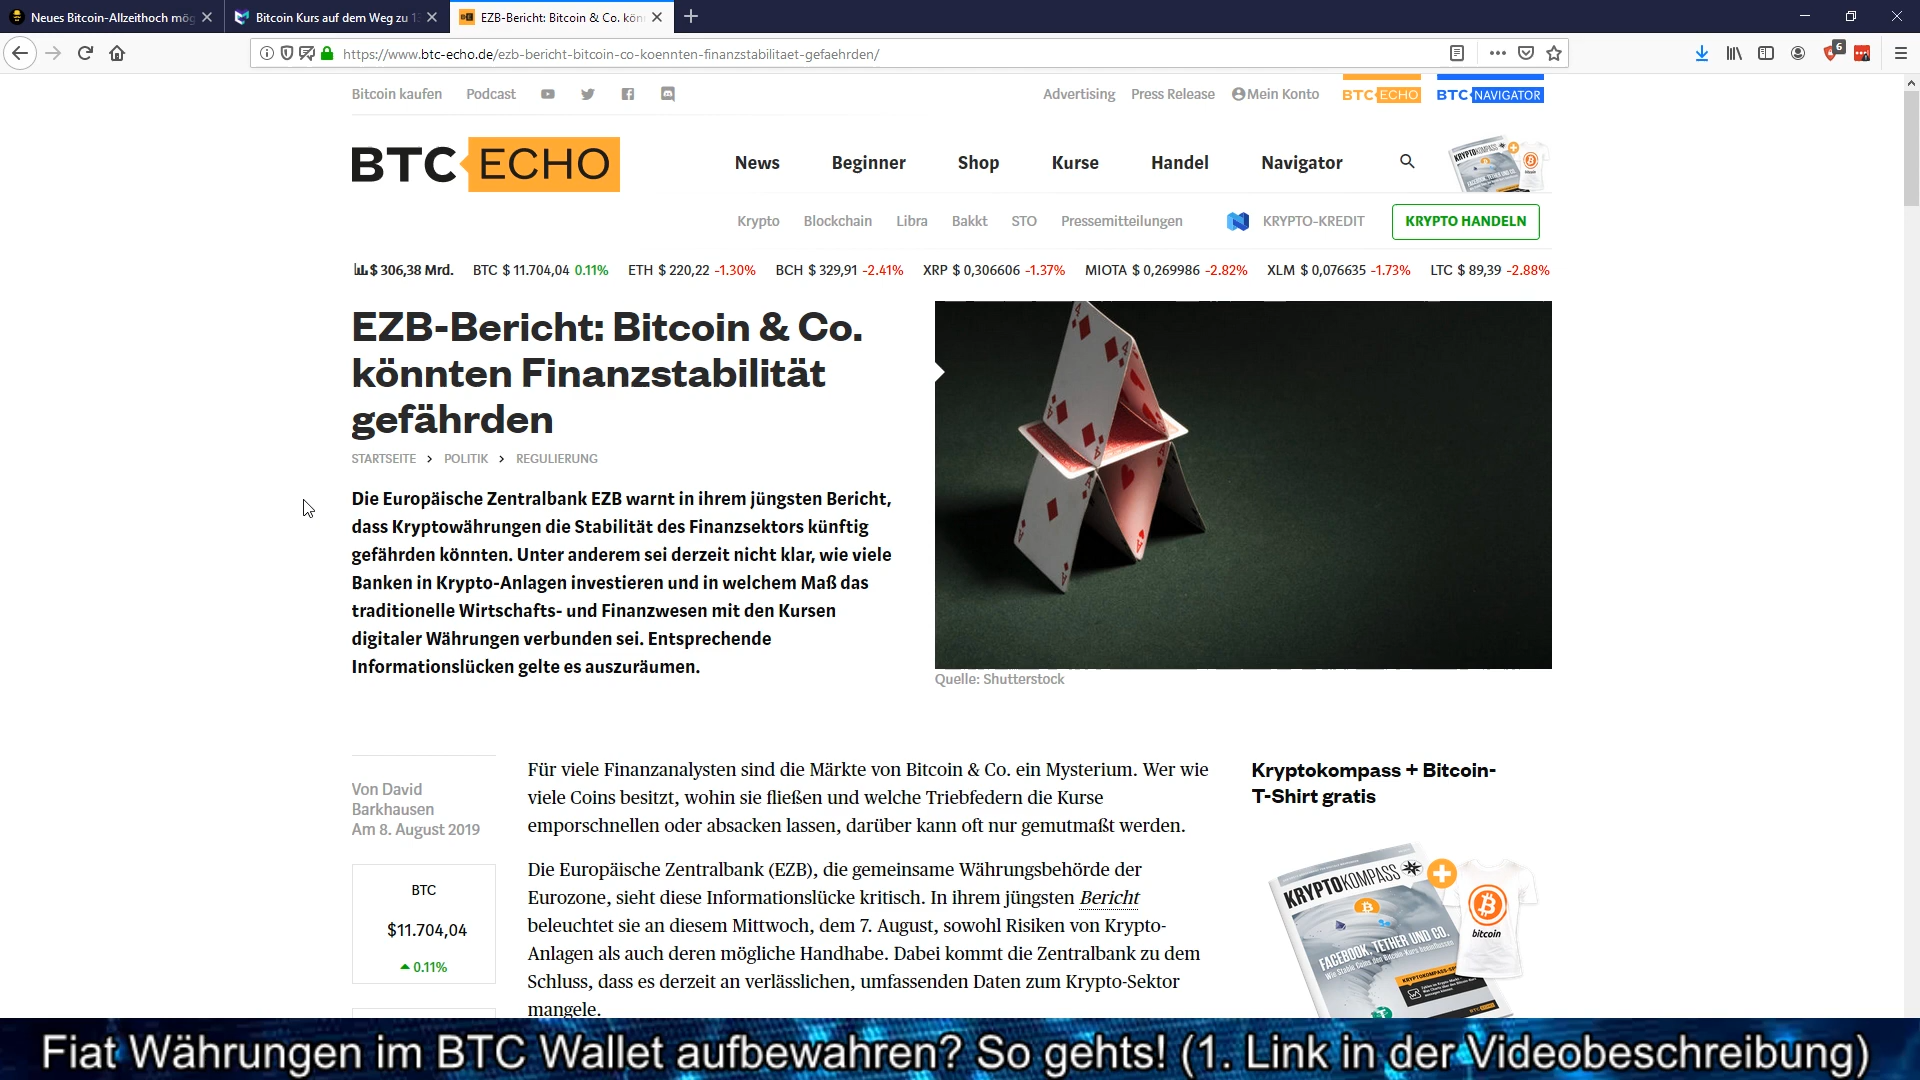 Neues Bitcoin-Allzeithoch mög
Bitcoin Kurs auf dem Weg zu 1
EZB-Bericht: Bitcoin & Co. kön
https://www.btc-echo.de/ezb-bericht-bitcoin-co-koennten-finanzstabilitaet-gefaehrden/
6
Bitcoin kaufen Podcast
Advertising Press Release Mein Konto BTC ECHO BTC NAVIGATOR
BTC ECHO
News Beginner Shop Kurse Handel Navigator
Krypto Blockchain Libra Bakkt STO Pressemitteilungen KRYPTO-KREDIT KRYPTO HANDELN
$ 306,38 Mrd. BTC $ 11.704,04 0.11% ETH $ 220,22 -1.30% BCH $ 329,91 -2.41% XRP $ 0,306606 -1.37% MIOTA $ 0,269986 -2.82% XLM $ 0,076635 -1.73% LTC $ 89,39 -2.88%
EZB-Bericht: Bitcoin & Co.
könnten Finanzstabilität
gefährden
STARTSEITE > POLITIK > REGULIERUNG
Die Europäische Zentralbank EZB warnt in ihrem jüngsten Bericht,
dass Kryptowährungen die Stabilität des Finanzsektors künftig
gefährden könnten. Unter anderem sei derzeit nicht klar, wie viele
Banken in Krypto-Anlagen investieren und in welchem Maß das
traditionelle Wirtschafts- und Finanzwesen mit den Kursen
digitaler Währungen verbunden sei. Entsprechende
Informationslücken gelte es auszuräumen.
Quelle: Shutterstock
Von David
Barkhausen
Am 8. August 2019
BTC
$11.704,04
0.11%
Für viele Finanzanalysten sind die Märkte von Bitcoin & Co. ein Mysterium. Wer wie
viele Coins besitzt, wohin sie fließen und welche Triebfedern die Kurse
emporschnellen oder absacken lassen, darüber kann oft nur gemutmaßt werden.
Die Europäische Zentralbank (EZB), die gemeinsame Währungsbehörde der
Eurozone, sieht diese Informationslücke kritisch. In ihrem jüngsten Bericht
beleuchtet sie an diesem Mittwoch, dem 7. August, sowohl Risiken von Krypto-
Anlagen als auch deren mögliche Handhabe. Dabei kommt die Zentralbank zu dem
Schluss, dass es derzeit an verlässlichen, umfassenden Daten zum Krypto-Sektor
mangele.
Kryptokompass + Bitcoin-
T-Shirt gratis
KRYPTOKOMPASS
FACEBOOK, TETHER UND CO.
Wie Stable Coins den Bitcoin Kurs beeinflussen
bitcoin
Fiat Währungen im BTC Wallet aufbewahren? So gehts! (1. Link in der Videobeschreibung)